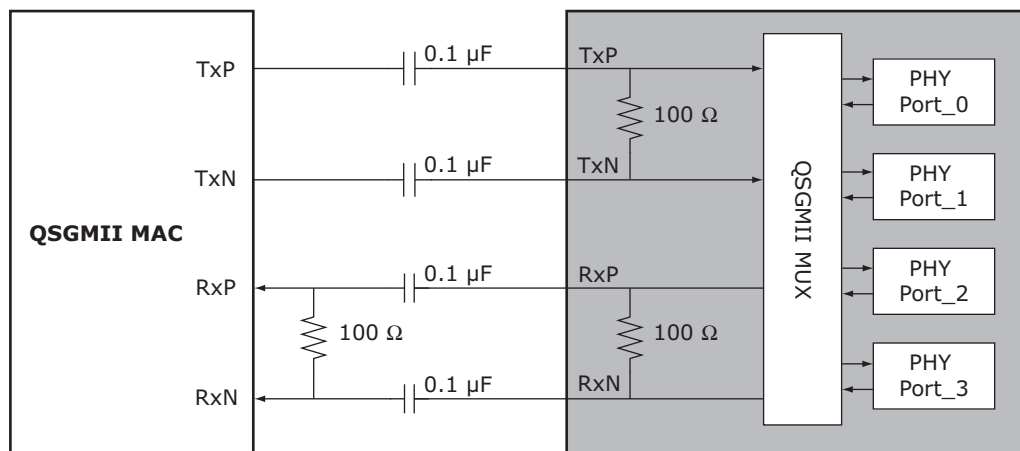 TxP
0.1 µF
TxP
100 Ω
TxN
0.1 µF
TxN
QSGMII MAC
RxP
0.1 µF
RxP
100 Ω
100 Ω
RxN
0.1 µF
RxN
QSGMII MUX
PHY
Port_0
PHY
Port_1
PHY
Port_2
PHY
Port_3